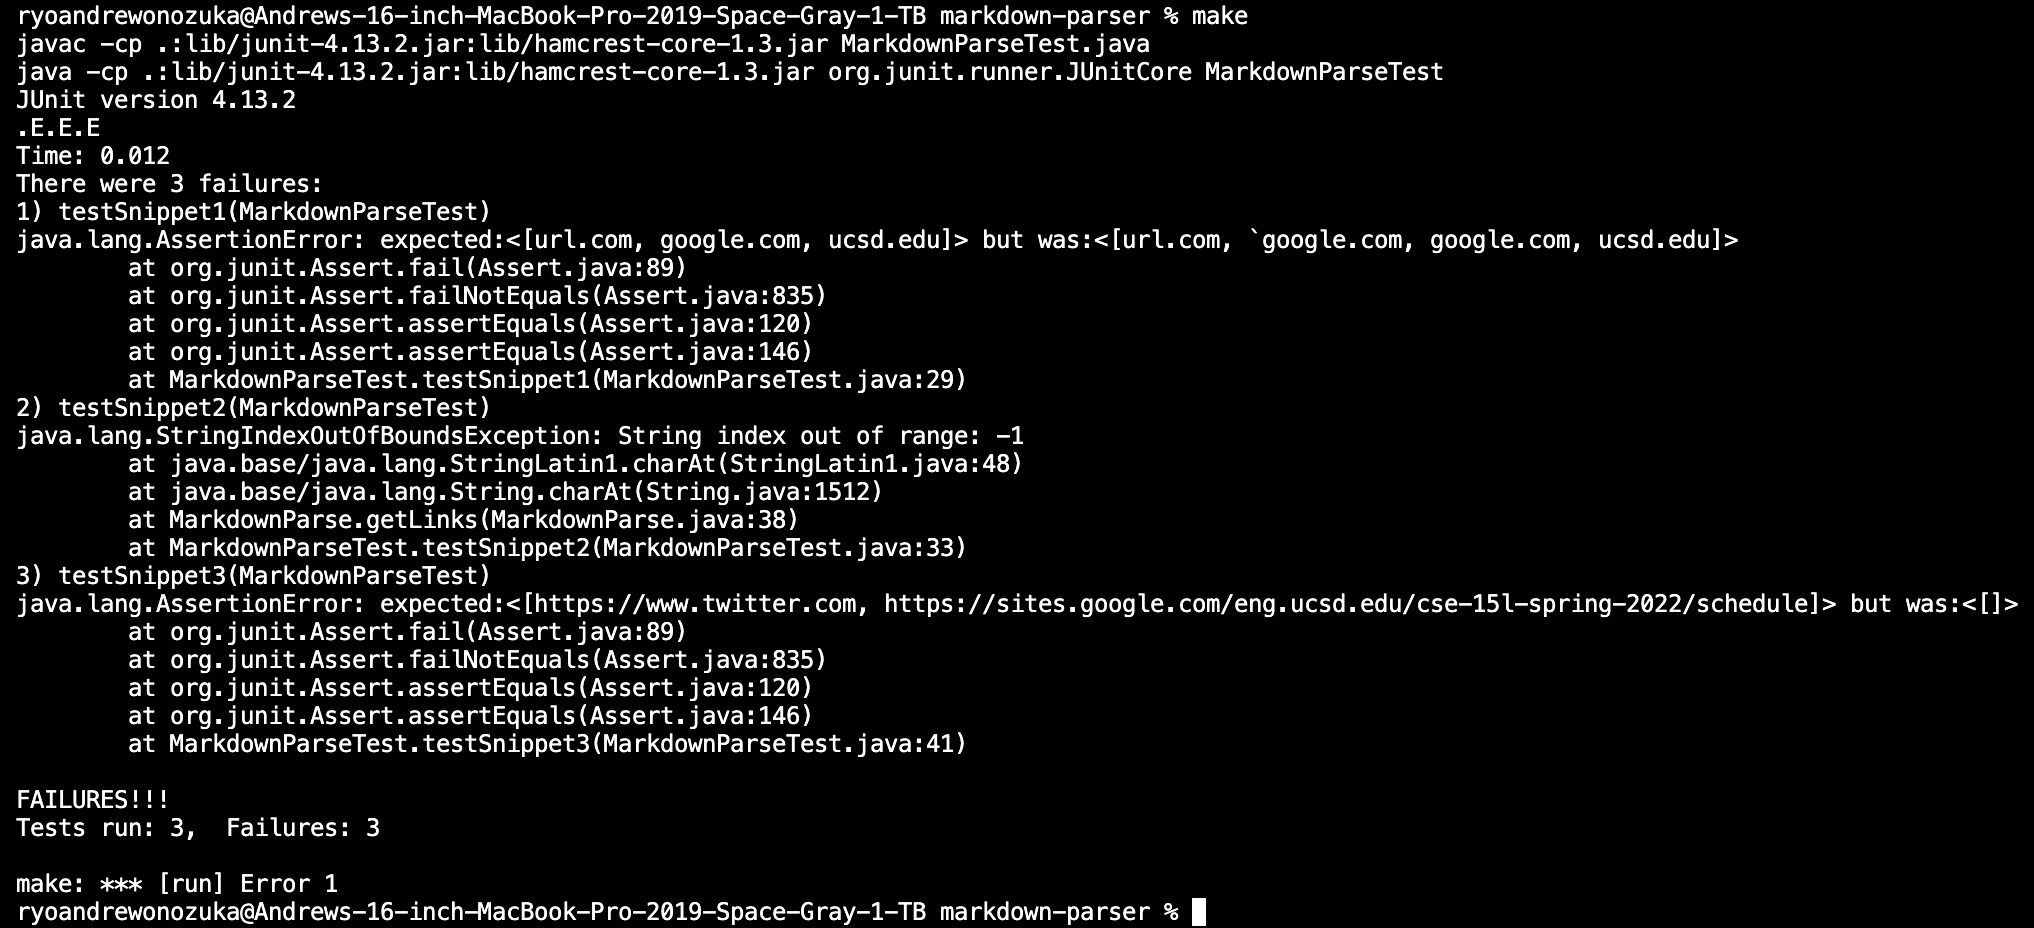 ryoandrewonozuka@Andrews-16-inch-MacBook-Pro-2019-Space-Gray-1-TB markdown-parser % make
javac -cp .:lib/junit-4.13.2.jar:lib/hamcrest-core-1.3.jar MarkdownParseTest.java
java -cp .:lib/junit-4.13.2.jar:lib/hamcrest-core-1.3.jar org.junit.runner.JUnitCore MarkdownParseTest
JUnit version 4.13.2
.E.E.E
Time: 0.012
There were 3 failures:
1) testSnippet1(MarkdownParseTest)
java.lang.AssertionError: expected:<[url.com, google.com, ucsd.edu]> but was:<[url.com, `google.com, google.com, ucsd.edu]>
        at org.junit.Assert.fail(Assert.java:89)
        at org.junit.Assert.failNotEquals(Assert.java:835)
        at org.junit.Assert.assertEquals(Assert.java:120)
        at org.junit.Assert.assertEquals(Assert.java:146)
        at MarkdownParseTest.testSnippet1(MarkdownParseTest.java:29)
2) testSnippet2(MarkdownParseTest)
java.lang.StringIndexOutOfBoundsException: String index out of range: -1
        at java.base/java.lang.StringLatin1.charAt(StringLatin1.java:48)
        at java.base/java.lang.String.charAt(String.java:1512)
        at MarkdownParse.getLinks(MarkdownParse.java:38)
        at MarkdownParseTest.testSnippet2(MarkdownParseTest.java:33)
3) testSnippet3(MarkdownParseTest)
java.lang.AssertionError: expected:<[https://www.twitter.com, https://sites.google.com/eng.ucsd.edu/cse-15l-spring-2022/schedule]> but was:<[]>
        at org.junit.Assert.fail(Assert.java:89)
        at org.junit.Assert.failNotEquals(Assert.java:835)
        at org.junit.Assert.assertEquals(Assert.java:120)
        at org.junit.Assert.assertEquals(Assert.java:146)
        at MarkdownParseTest.testSnippet3(MarkdownParseTest.java:41)

FAILURES!!!
Tests run: 3,  Failures: 3

make: *** [run] Error 1
ryoandrewonozuka@Andrews-16-inch-MacBook-Pro-2019-Space-Gray-1-TB markdown-parser %